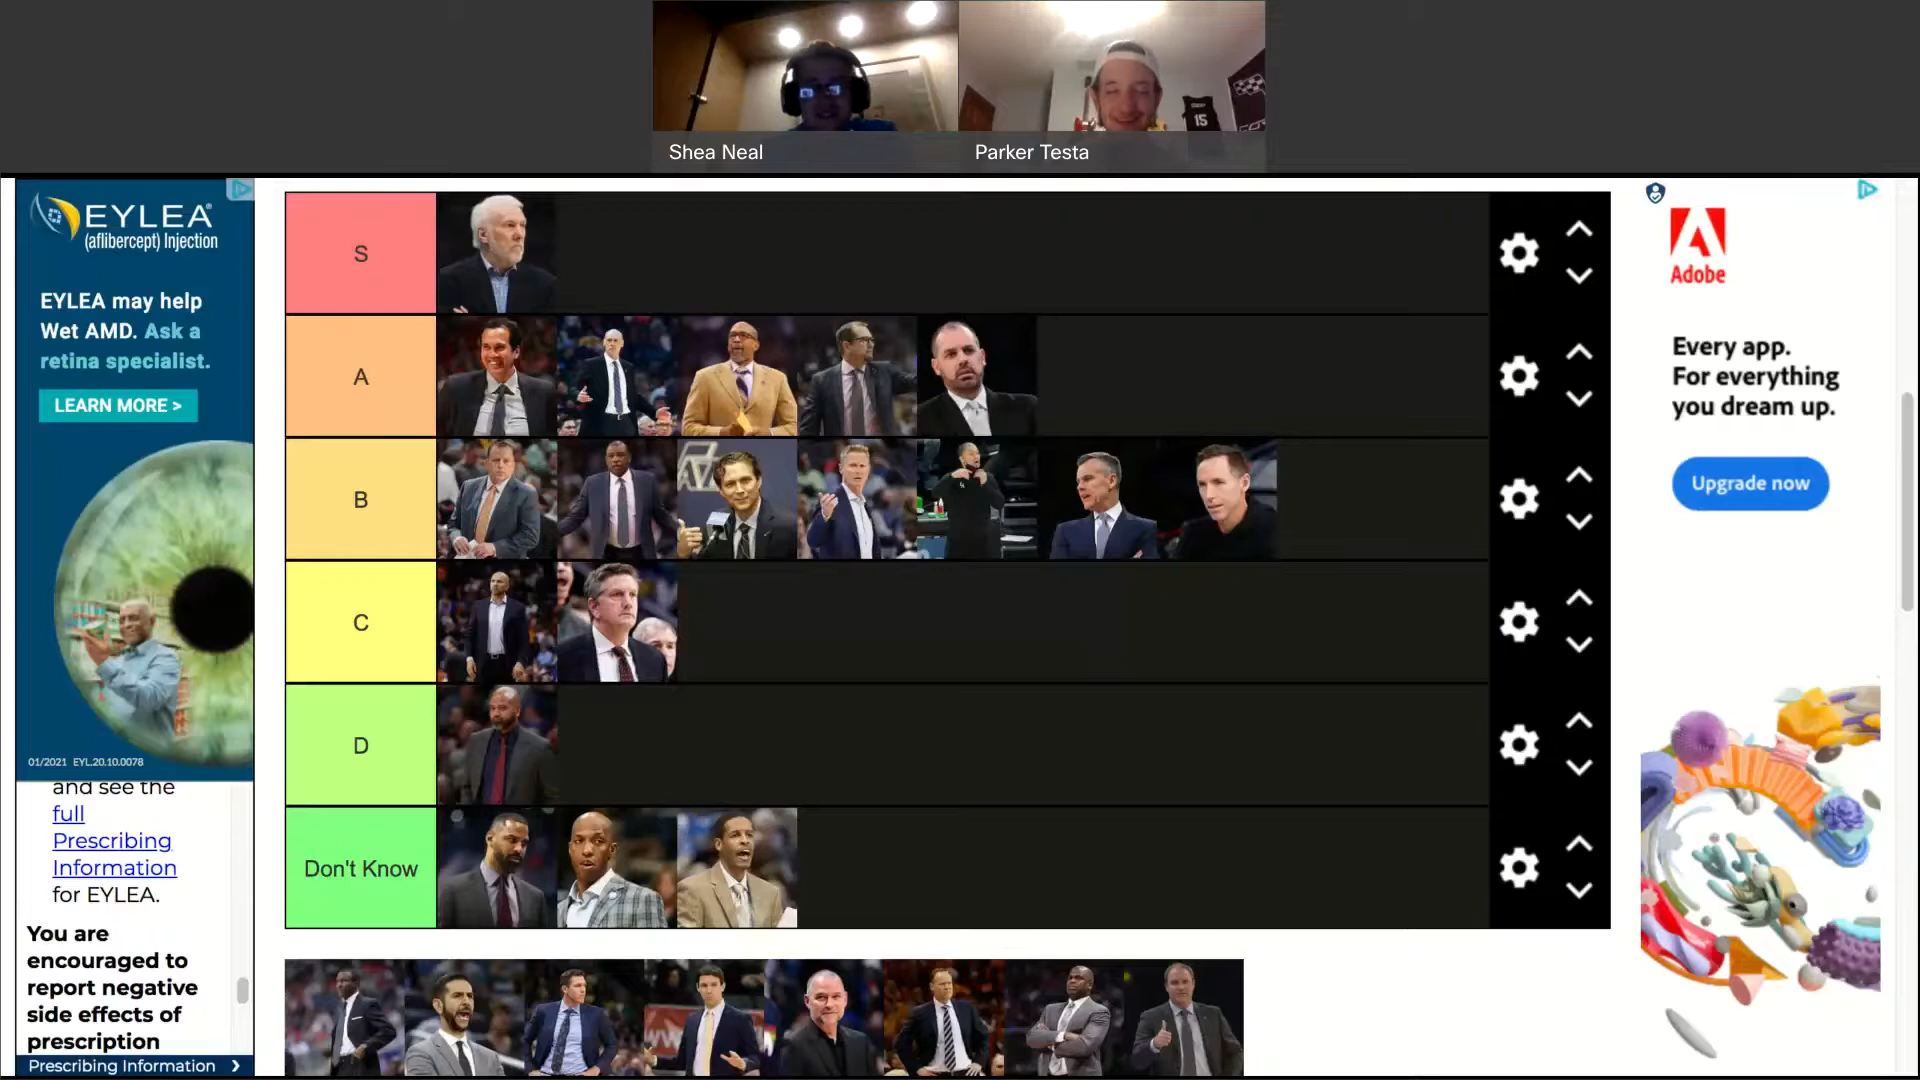 Shea Neal
Parker Testa
15
EYLEA
(aflibercept) Injection
EYLEA may help
Wet AMD. Ask a
retina specialist.
LEARN MORE >
01/2021 EYL.20.10.0078
and see the
full
Prescribing
Information
for EYLEA.
You are
encouraged to
report negative
side effects of
prescription
Prescribing Information
S
A
B
C
D
Don't Know
Adobe
Every app.
For everything
you dream up.
Upgrade now